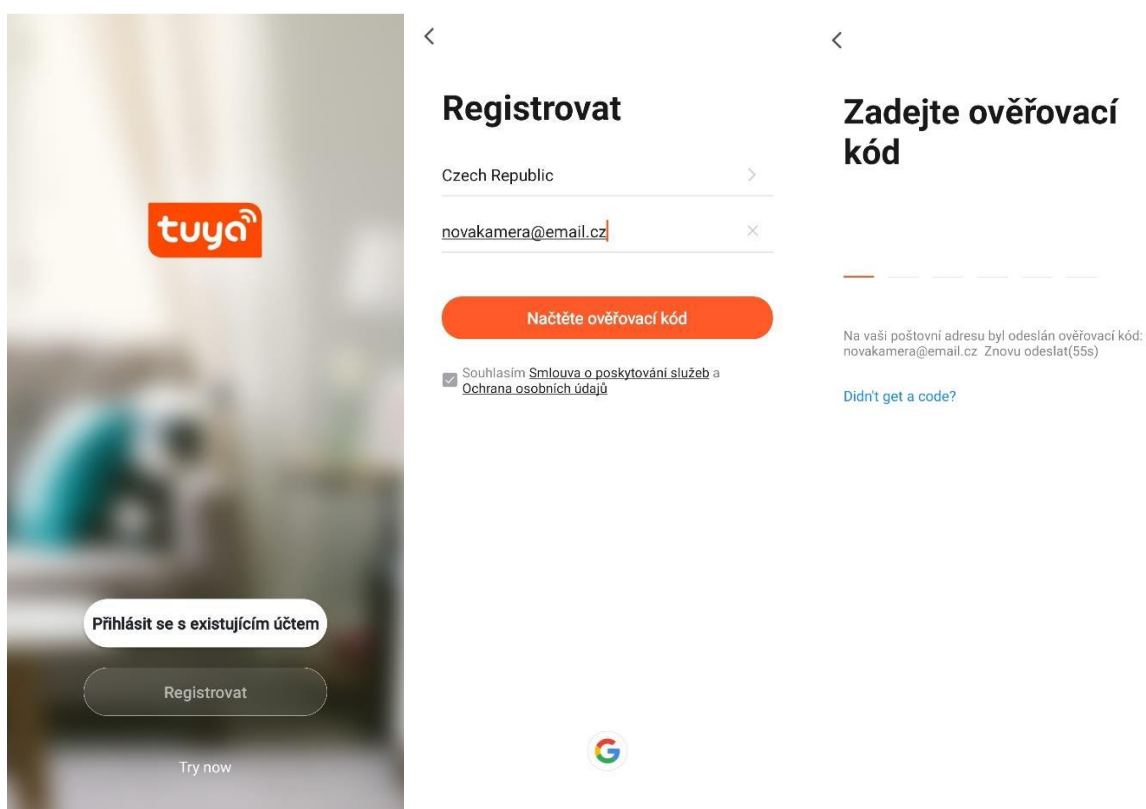 tuya
Přihlásit se s existujícím účtem
Registrovat
Try now
Registrovat
Czech Republic
novakamera@email.cz
Načtěte ověřovací kód
Souhlasím Smlouva o poskytování služeb a
Ochrana osobních údajů
Zadejte ověřovací
kód
Na vaši poštovní adresu byl odeslán ověřovací kód:
novakamera@email.cz Znovu odeslat(55s)
Didn't get a code?